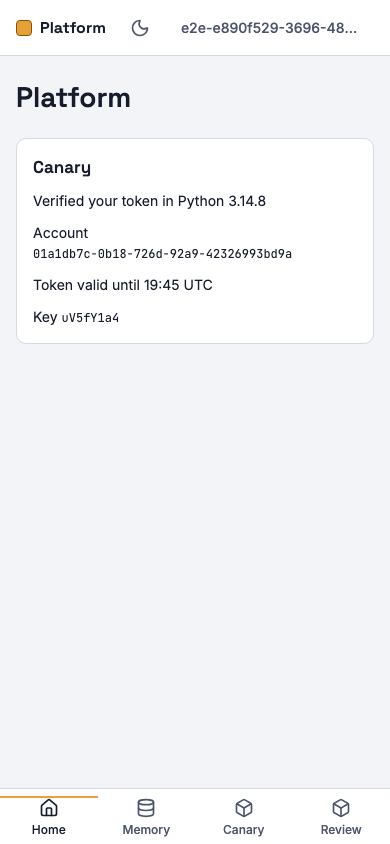 Platform
e2e-e890f529-3696-48...
Platform
Canary
Verified your token in Python 3.14.8
Account
01a1db7c-0b18-726d-92a9-42326993bd9a
Token valid until 19:45 UTC
Key uV5fY1a4
Home
Memory
Canary
Review